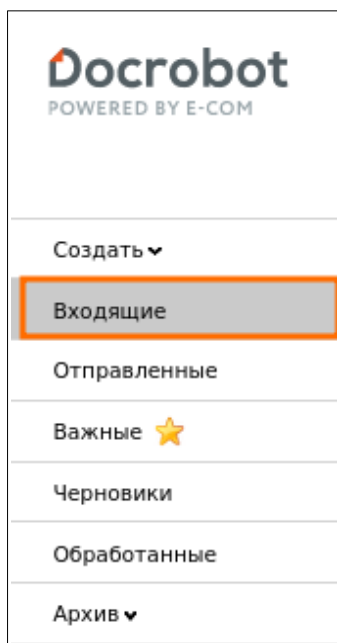 Docrobot
POWERED BY E-COM
Создать
Входящие
Отправленные
Важные
Черновики
Обработанные
Архив